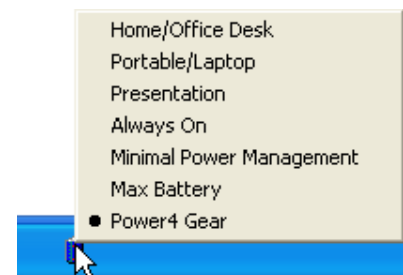 Home/Office Desk
Portable/Laptop
Presentation
Always On
Minimal Power Management
Max Battery
Power4 Gear